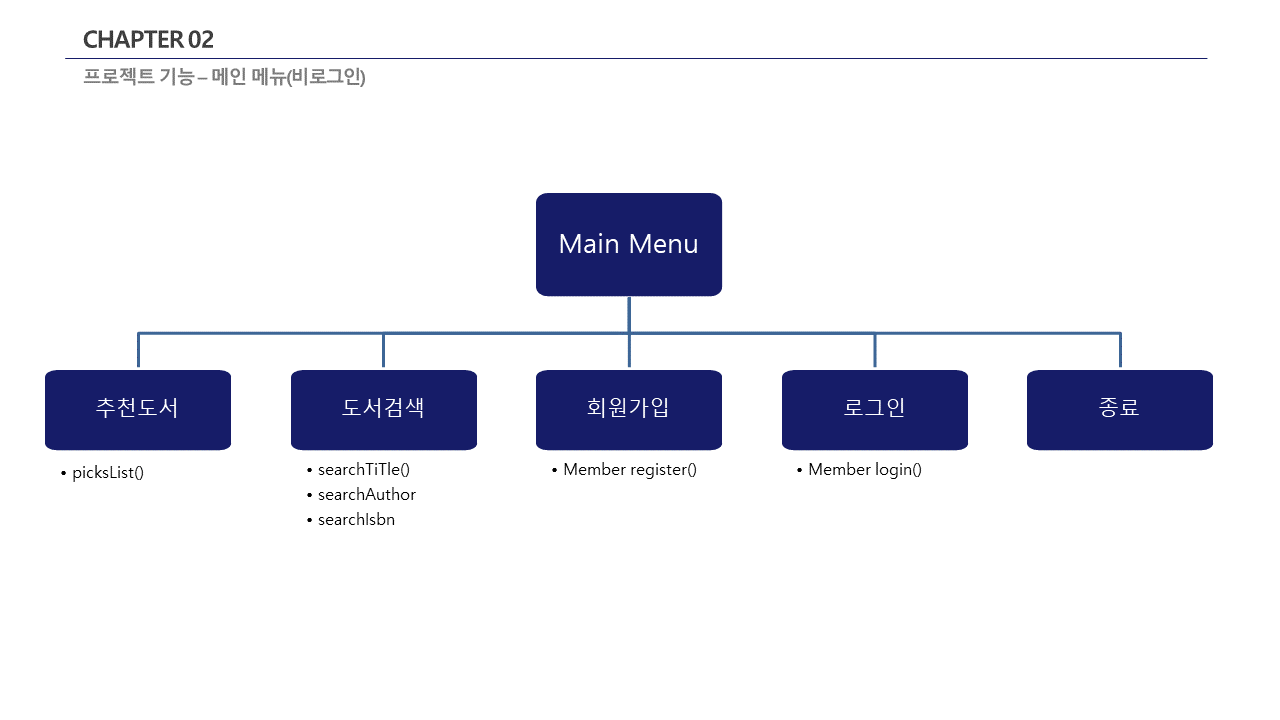 CHAPTER 02
프로젝트 기능 – 메인 메뉴(비로그인)
Main Menu
추천도서
도서검색
회원가입
로그인
종료
• picksList()
• searchTiTle()
• searchAuthor
• searchIsbn
• Member register()
• Member login()